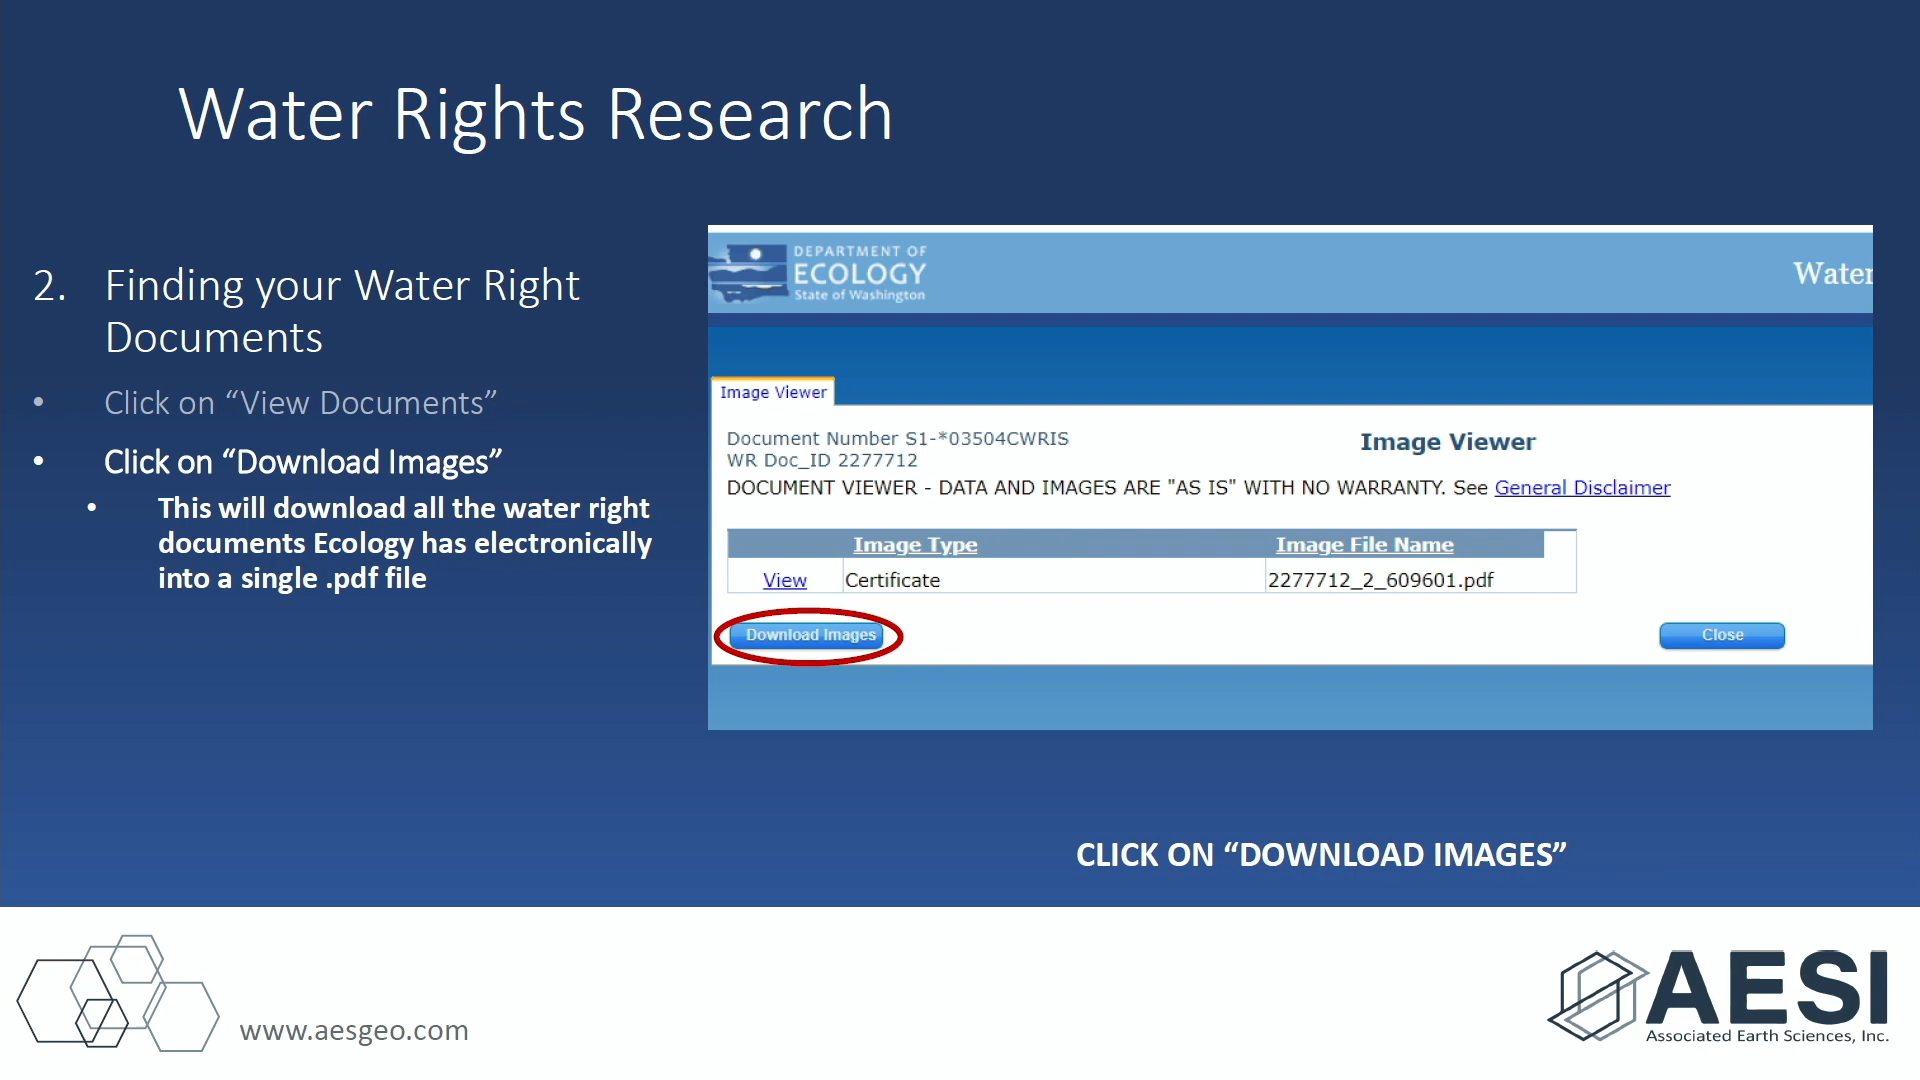 Water Rights Research
2. Finding your Water Right
Documents
• Click on “View Documents”
• Click on “Download Images”
• This will download all the water right
documents Ecology has electronically
into a single .pdf file
DEPARTMENT OF
ECOLOGY
State of Washington
Water
Image Viewer
Document Number S1-*03504CWRIS
WR Doc_ID 2277712
Image Viewer
DOCUMENT VIEWER - DATA AND IMAGES ARE "AS IS" WITH NO WARRANTY. See General Disclaimer
Image Type Image File Name
View Certificate 2277712_2_609601.pdf
Download Images Close
CLICK ON “DOWNLOAD IMAGES”
www.aesgeo.com
AESI
Associated Earth Sciences, Inc.